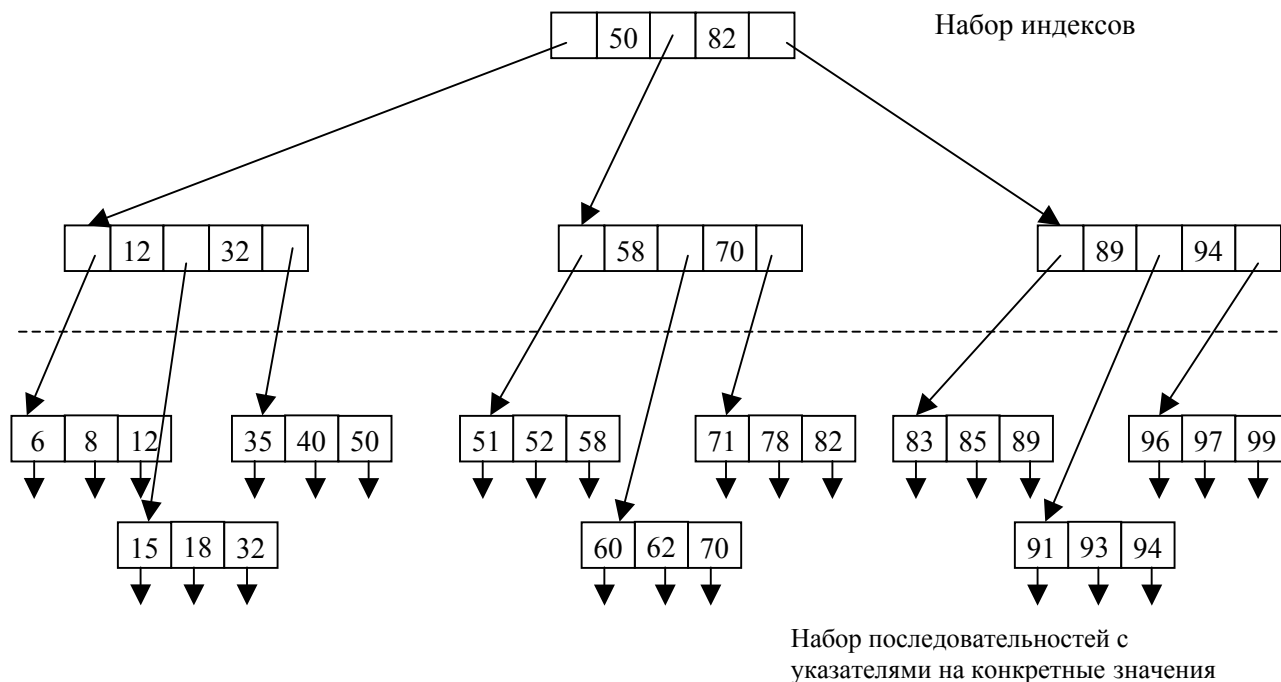 Набор индексов
50 82
12 32
58 70
89 94
6 8 12
35 40 50
51 52 58
71 78 82
83 85 89
96 97 99
15 18 32
60 62 70
91 93 94
Набор последовательностей с
указателями на конкретные значения